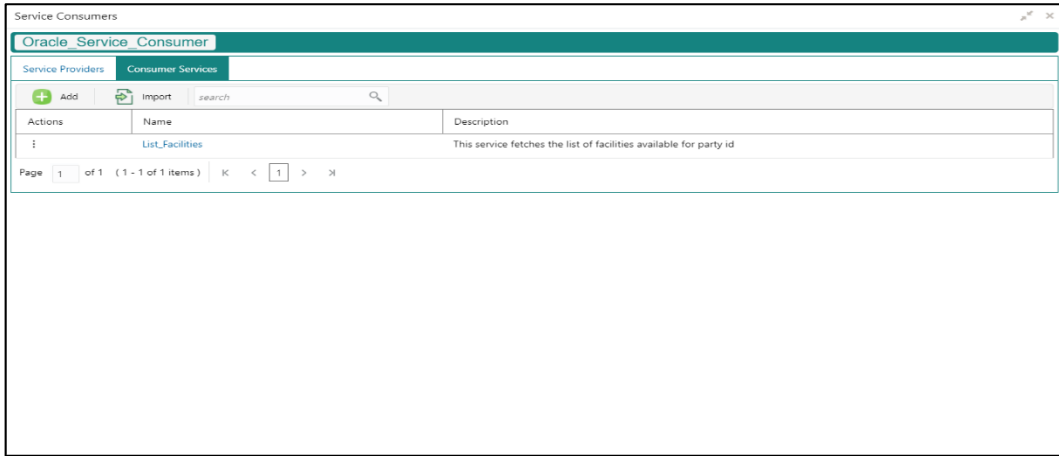 Service Consumers
Oracle_Service_Consumer
Service Providers Consumer Services
Add Import search
Actions Name Description
List_Facilities This service fetches the list of facilities available for party id
Page 1 of 1 (1 - 1 of 1 items) K < 1 > X